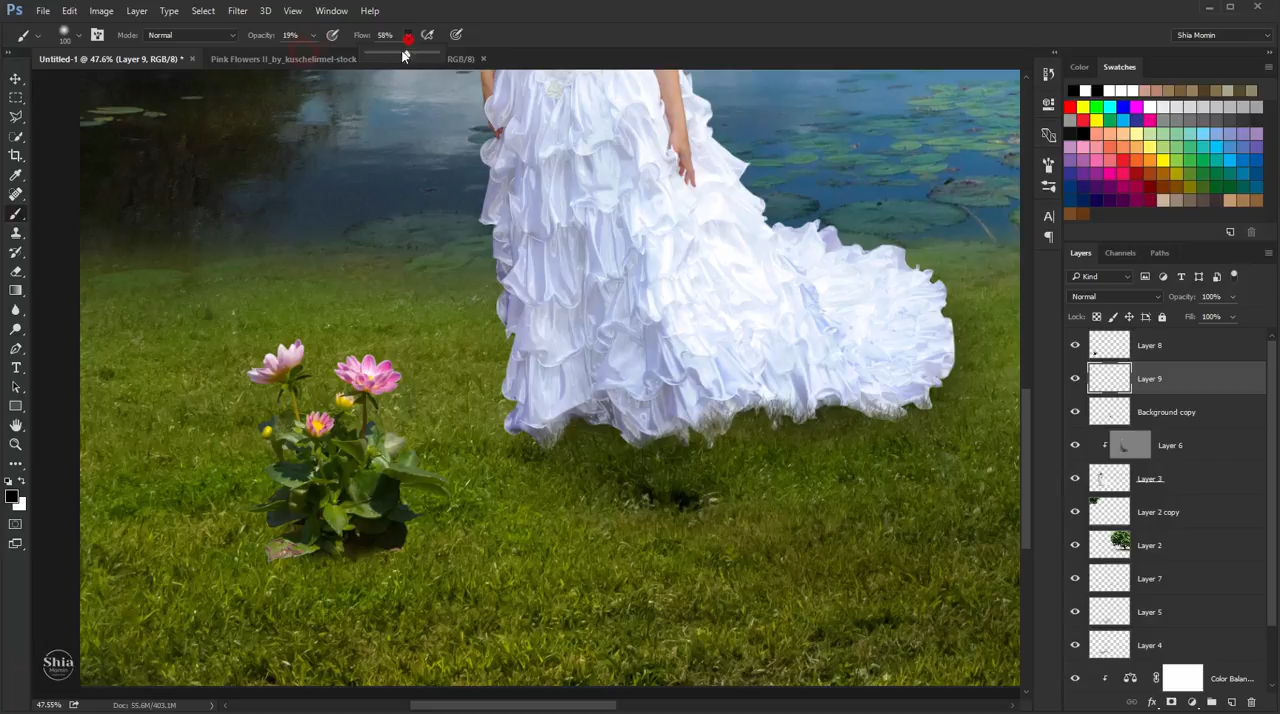 Ps File Edit Image Layer Type Select Filter 3D View Window Help
100 Mode: Normal Opacity: 19% Flow: 58% Shia Momin
Untitled-1 @ 47.6% (Layer 9, RGB/8) * × Pink Flowers II_by_kuschelirmel-stock RGB/8) ×
Color Swatches
Layers Channels Paths
Kind
Normal Opacity: 100%
Lock: Fill: 100%
Layer 8
Layer 9
Background copy
Layer 6
Layer 3
Layer 2 copy
Layer 2
Layer 7
Layer 5
Layer 4
Color Balan...
Shia
Momin
47.55% Doc: 55.6M/403.1M